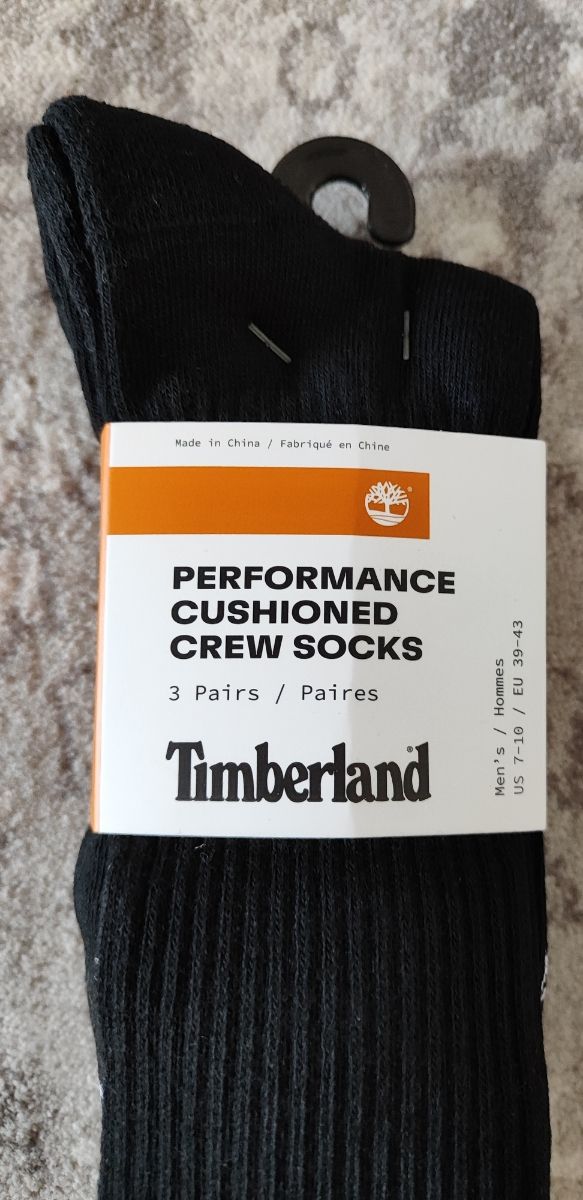 Made in China / Fabriqué en Chine
PERFORMANCE
CUSHIONED
CREW SOCKS
3 Pairs / Paires
Timberland®
Men's / Hommes
US 7-10 / EU 39-43